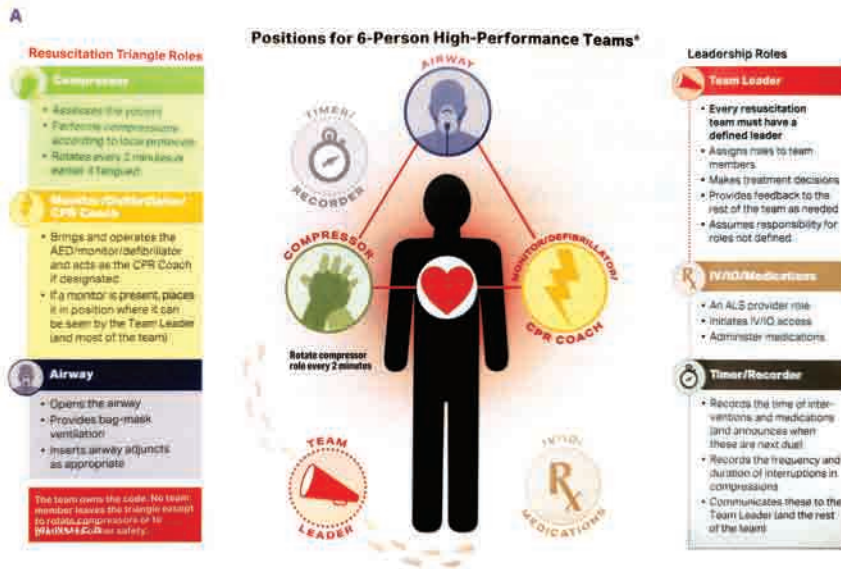 A
Positions for 6-Person High-Performance Teams*
Resuscitation Triangle Roles
Compressor
• Assesses the patient
• Performs compressions
according to local protocols
• Rotates every 2 minutes or
earlier if fatigued
Monitor/Defibrillator/
CPR Coach
• Brings and operates the
AED/monitor/defibrillator
and acts as the CPR Coach
if designated
• If a monitor is present, places
it in position where it can
be seen by the Team Leader
(and most of the team)
Airway
• Opens the airway
• Provides bag-mask
ventilation
• Inserts airway adjuncts
as appropriate
The team owns the code. No team
member leaves the triangle except
to rotate compressors or to
safety.
AIRWAY
TIMER/
RECORDER
COMPRESSOR
MONITOR/DEFIBRILLATOR/
CPR COACH
Rotate compressor
role every 2 minutes
TEAM
LEADER
IV/IO/
MEDICATIONS
Rx
Leadership Roles
Team Leader
• Every resuscitation
team must have a
defined leader
• Assigns roles to team
members
• Makes treatment decisions
• Provides feedback to the
rest of the team as needed
• Assumes responsibility for
roles not defined
Rx
IV/IO/Medications
• An ALS provider role
• Initiates IV/IO access
• Administer medications
Timer/Recorder
• Records the time of inter-
ventions and medications
(and announces when
these are next due)
• Records the frequency and
duration of interruptions in
compressions
• Communicates these to the
Team Leader (and the rest
of the team)